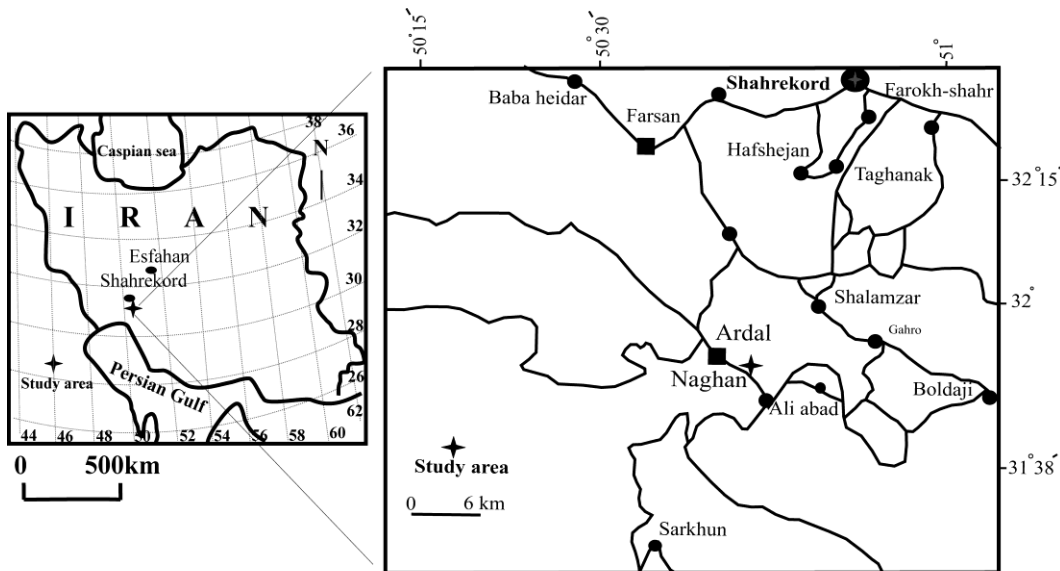 38
36
Caspian sea
N
34
I R A N
32
Esfahan
Shahrekord
30
28
Study area
Persian Gulf
26
62
44 46 48 50 52 54 56 58 60
0 500km
50°15′
50°30′
51°
Shahrekord
Baba heidar
Farokh-shahr
Farsan
Hafshejan
Taghanak
32°15′
32°
Shalamzar
Ardal
Gahro
Naghan
Boldaji
Ali abad
Study area
31°38′
0 6 km
Sarkhun